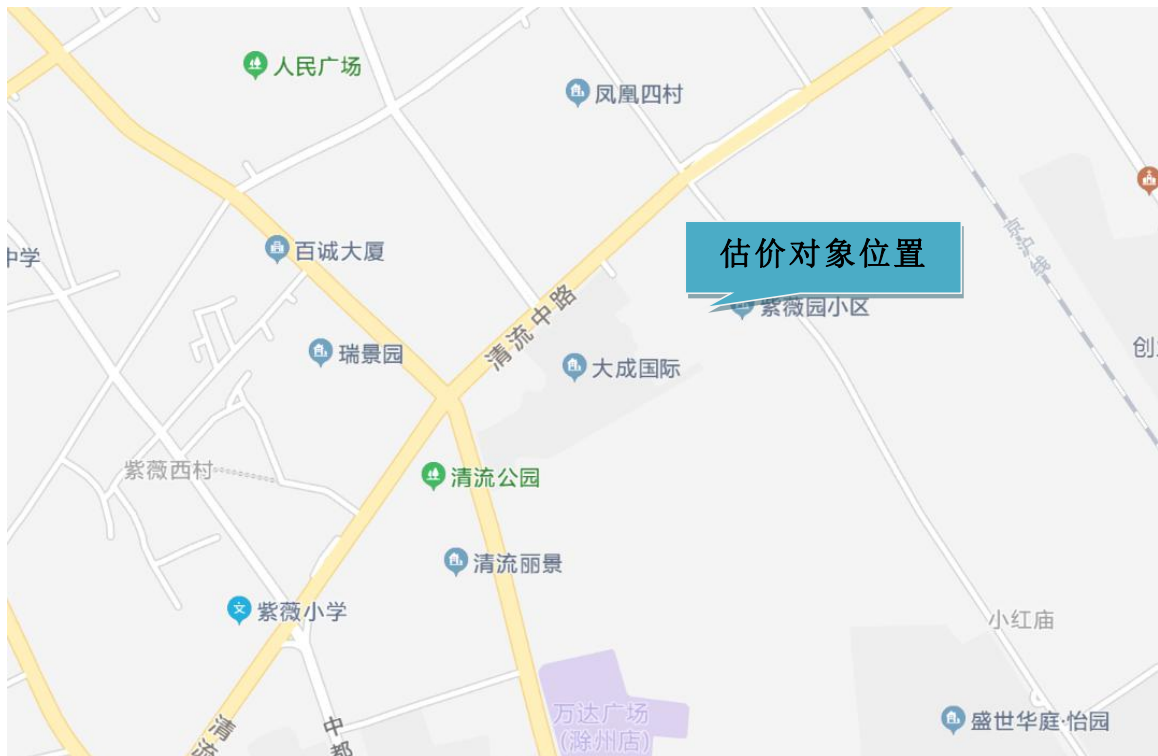 人民广场
凤凰四村
百诚大厦
中学
估价对象位置
京沪线
紫薇园小区
清流中路
瑞景园
大成国际
创
紫薇西村
清流公园
清流丽景
紫薇小学
小红庙
万达广场
(滁州店)
盛世华庭·怡园
清流
中都